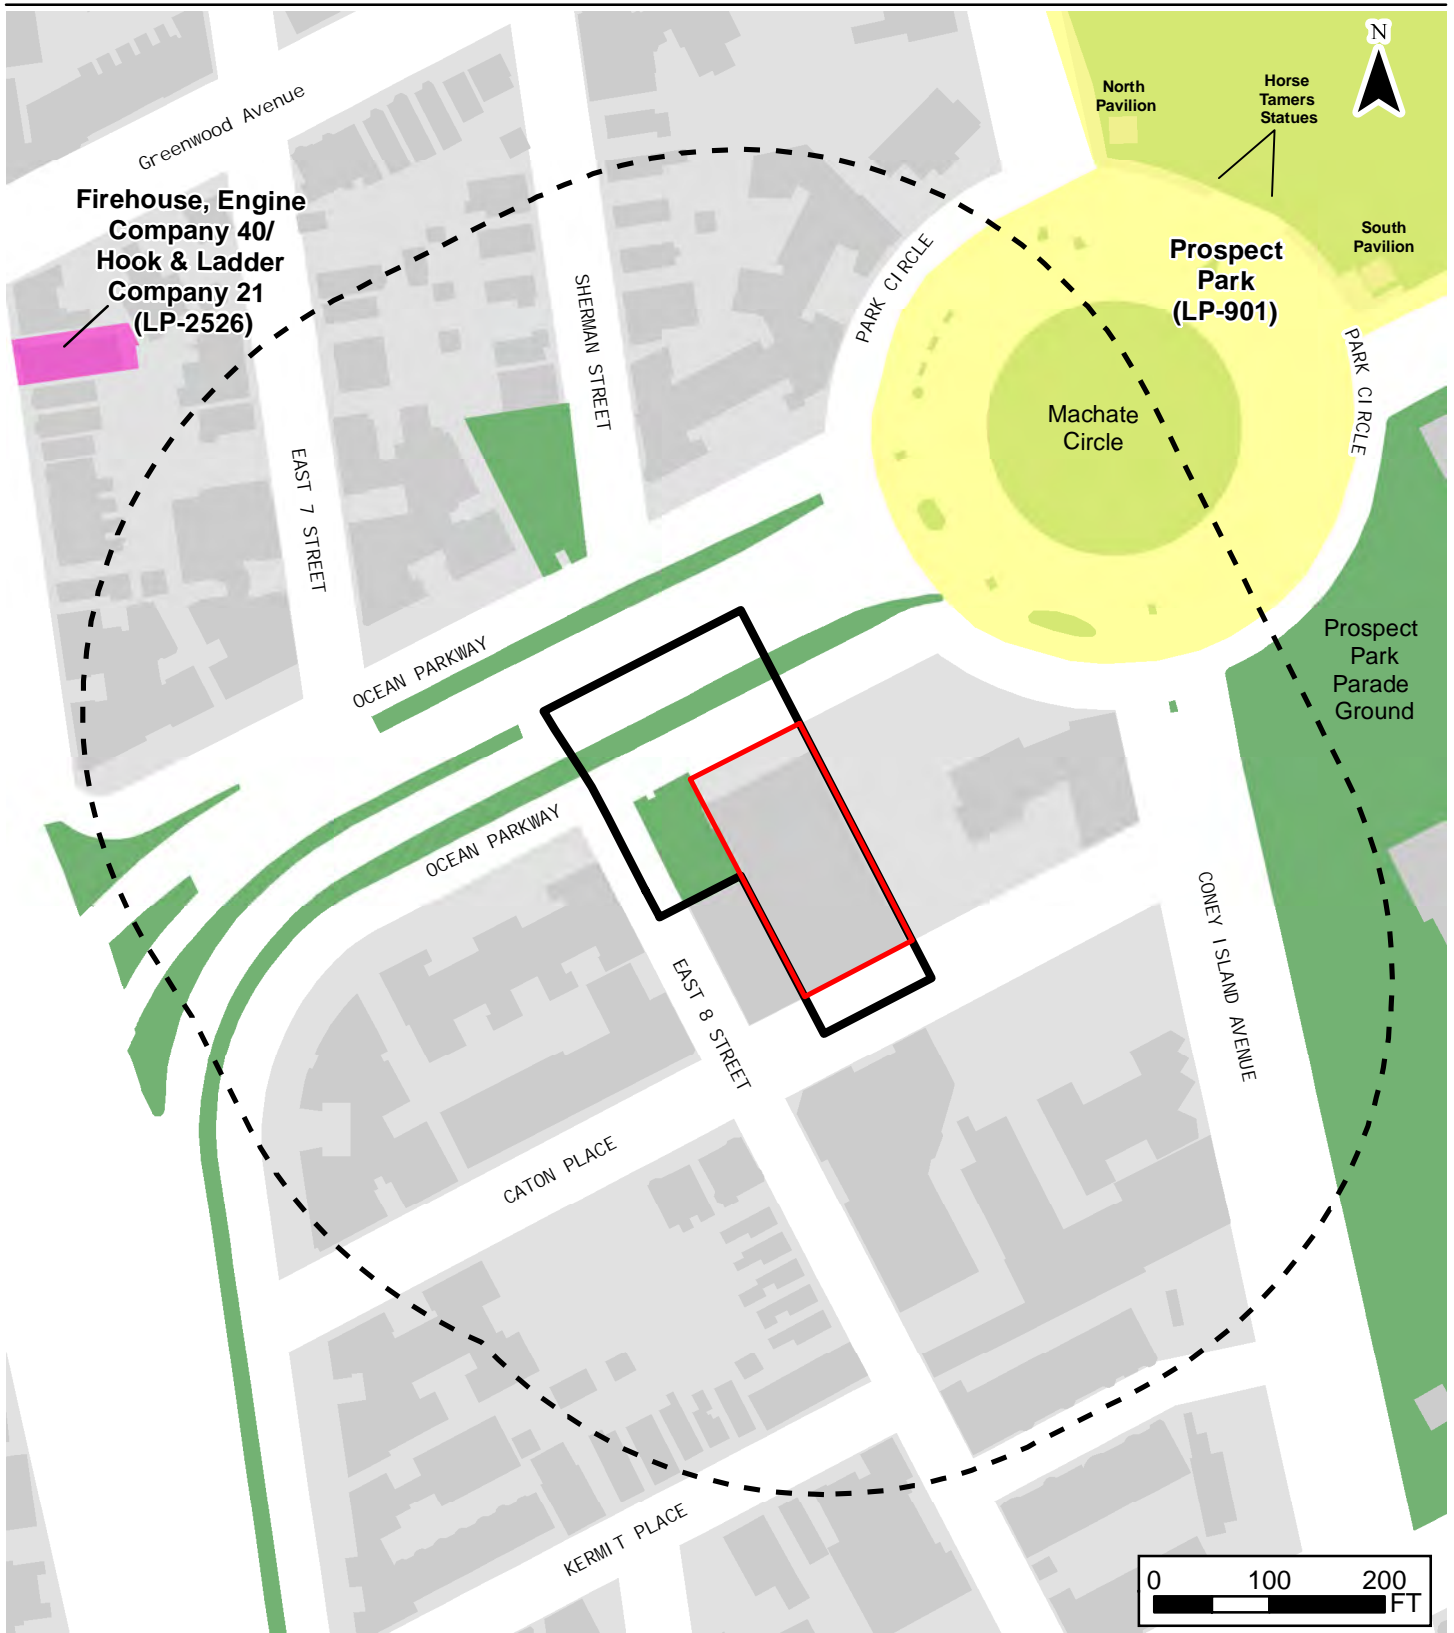 N
North
Pavilion
Horse
Tamers
Statues
Greenwood Avenue
Firehouse, Engine
Company 40/
Hook & Ladder
Company 21
(LP-2526)
South
Pavilion
Prospect
Park
(LP-901)
PARK CIRCLE
SHERMAN STREET
PARK CIRCLE
Machate
Circle
EAST 7 STREET
OCEAN PARKWAY
Prospect
Park
Parade
Ground
OCEAN PARKWAY
CONEY ISLAND AVENUE
EAST 8 STREET
CATON PLACE
KERMIT PLACE
0 100 200
FT